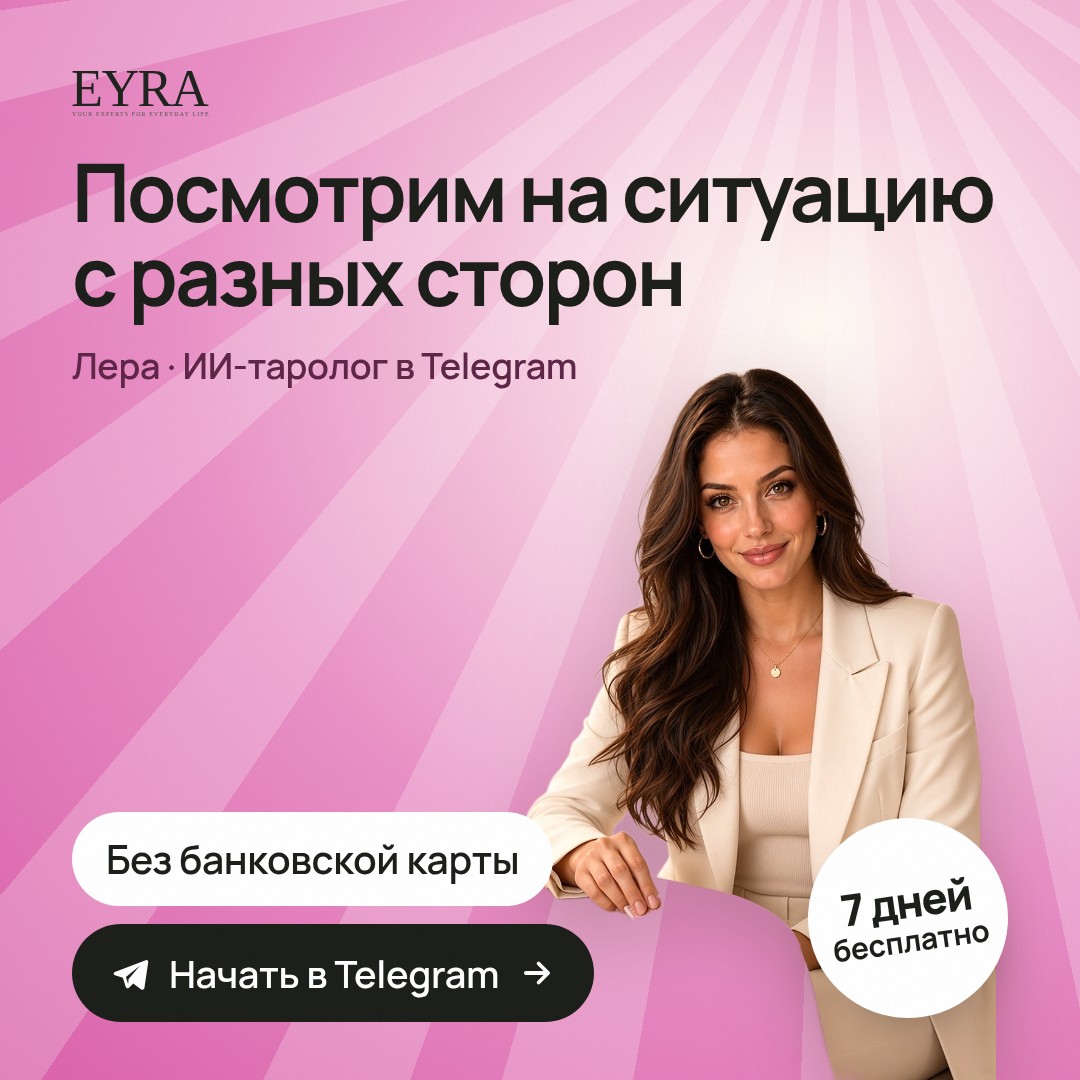 EYRA
YOUR EXPERTS FOR EVERYDAY LIFE
Посмотрим на ситуацию
с разных сторон
Лера · ИИ-таролог в Telegram
Без банковской карты
Начать в Telegram →
7 дней
бесплатно